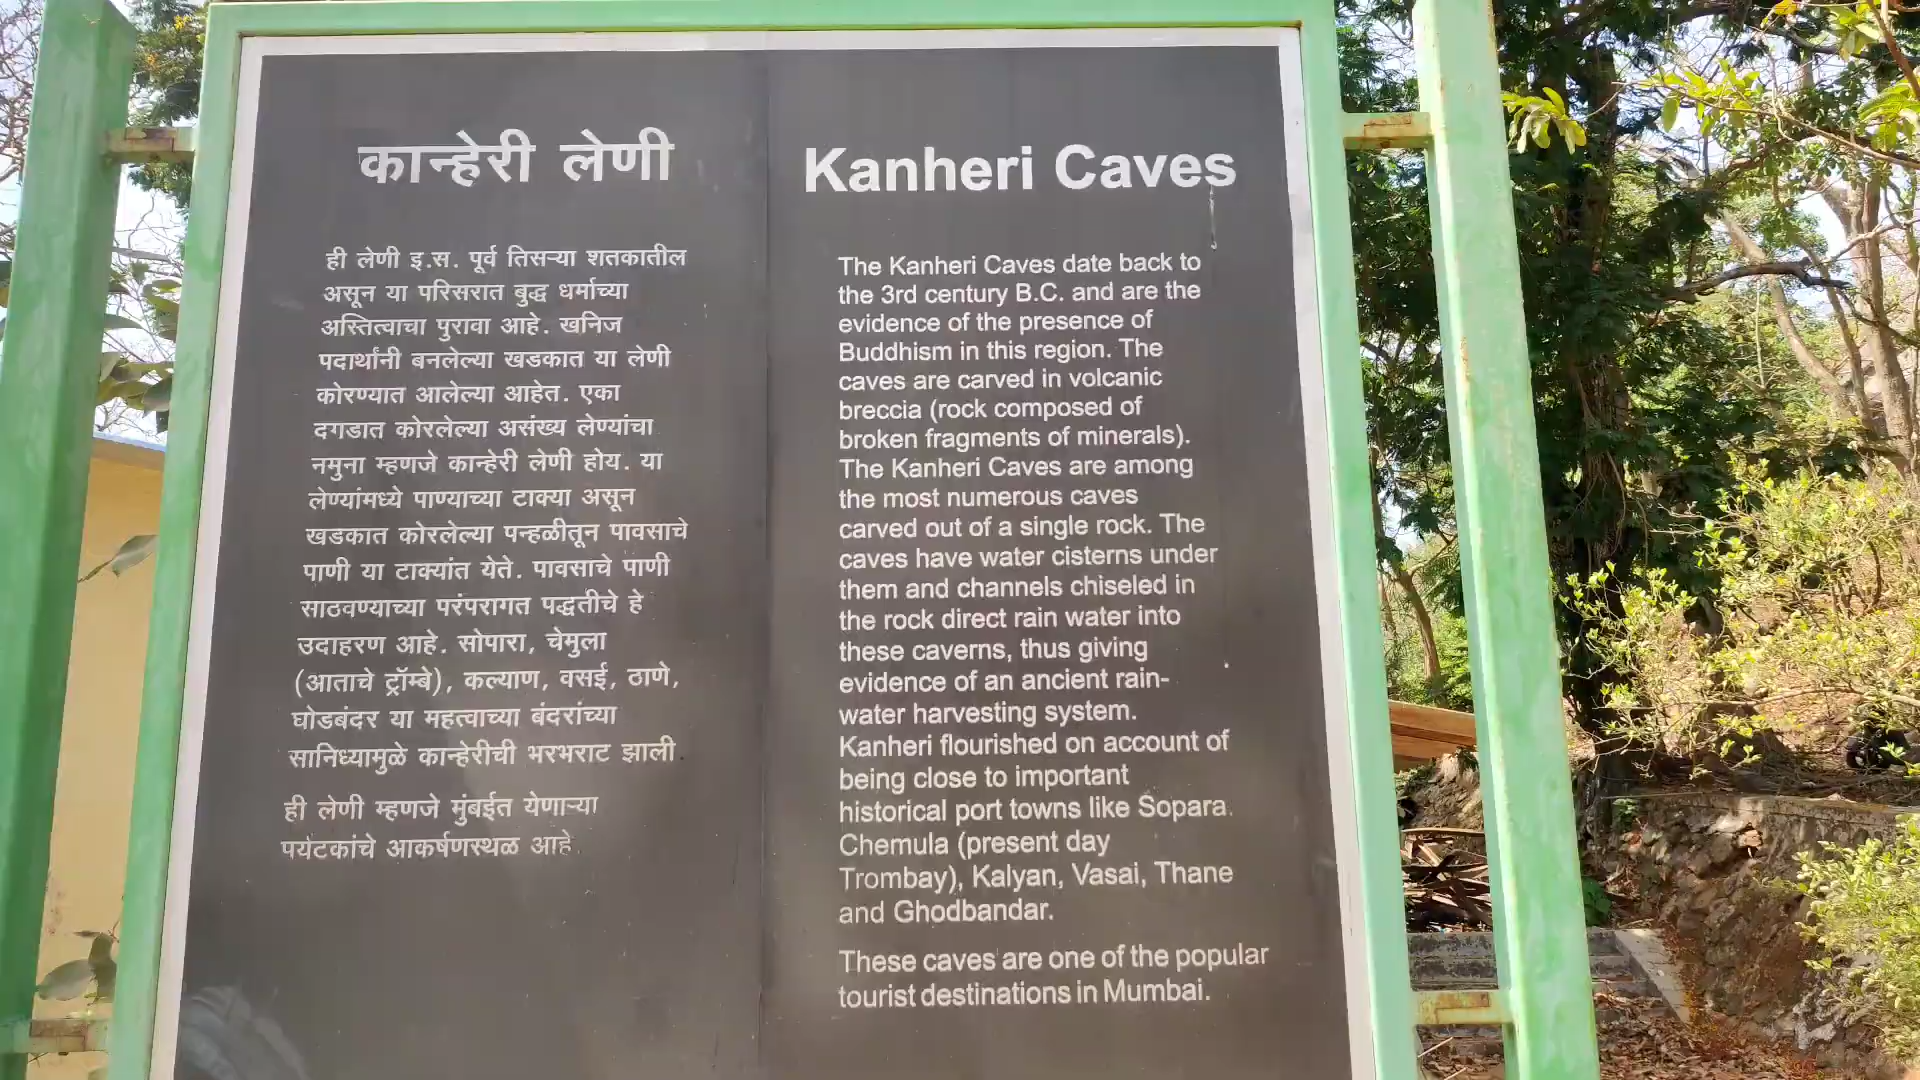 कान्हेरी लेणी
ही लेणी इ.स. पूर्व तिसऱ्या शतकातील
असून या परिसरात बुद्ध धर्माच्या
अस्तित्वाचा पुरावा आहे. खनिज
पदार्थांनी बनलेल्या खडकात या लेणी
कोरण्यात आलेल्या आहेत. एका
दगडात कोरलेल्या असंख्य लेण्यांचा
नमुना म्हणजे कान्हेरी लेणी होय. या
लेण्यांमध्ये पाण्याच्या टाक्या असून
खडकात कोरलेल्या पन्हळीतून पावसाचे
पाणी या टाक्यांत येते. पावसाचे पाणी
साठवण्याच्या परंपरागत पद्धतीचे हे
उदाहरण आहे. सोपारा, चेमुला
(आताचे ट्रॉम्बे), कल्याण, वसई, ठाणे,
घोडबंदर या महत्वाच्या बंदरांच्या
सानिध्यामुळे कान्हेरीची भरभराट झाली.
ही लेणी म्हणजे मुंबईत येणाऱ्या
पर्यटकांचे आकर्षणस्थळ आहे.
Kanheri Caves
The Kanheri Caves date back to
the 3rd century B.C. and are the
evidence of the presence of
Buddhism in this region. The
caves are carved in volcanic
breccia (rock composed of
broken fragments of minerals).
The Kanheri Caves are among
the most numerous caves
carved out of a single rock. The
caves have water cisterns under
them and channels chiseled in
the rock direct rain water into
these caverns, thus giving
evidence of an ancient rain-
water harvesting system.
Kanheri flourished on account of
being close to important
historical port towns like Sopara.
Chemula (present day
Trombay), Kalyan, Vasai, Thane
and Ghodbandar.
These caves are one of the popular
tourist destinations in Mumbai.